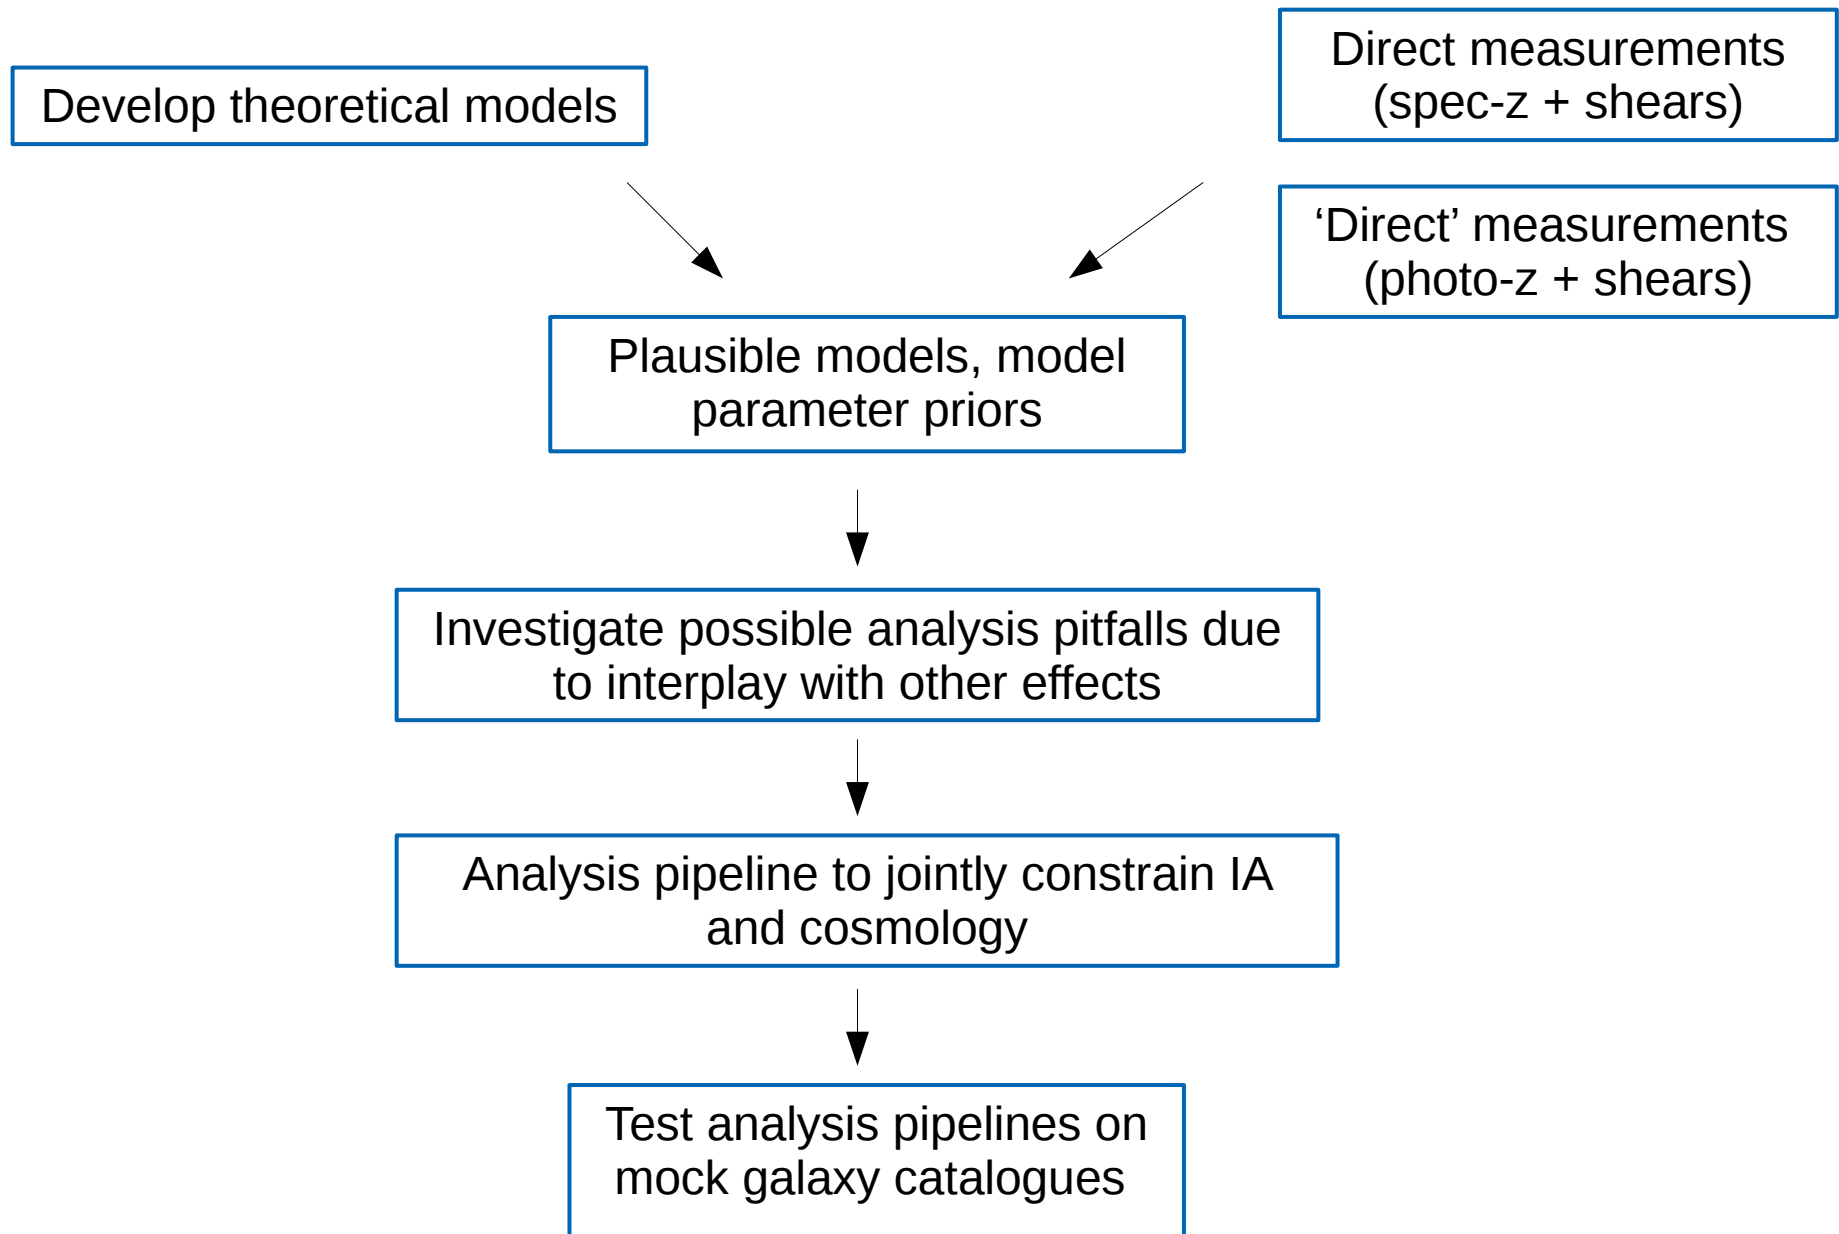 Develop theoretical models
Direct measurements
(spec-z + shears)
‘Direct’ measurements
(photo-z + shears)
Plausible models, model
parameter priors
Investigate possible analysis pitfalls due
to interplay with other effects
Analysis pipeline to jointly constrain IA
and cosmology
Test analysis pipelines on
mock galaxy catalogues